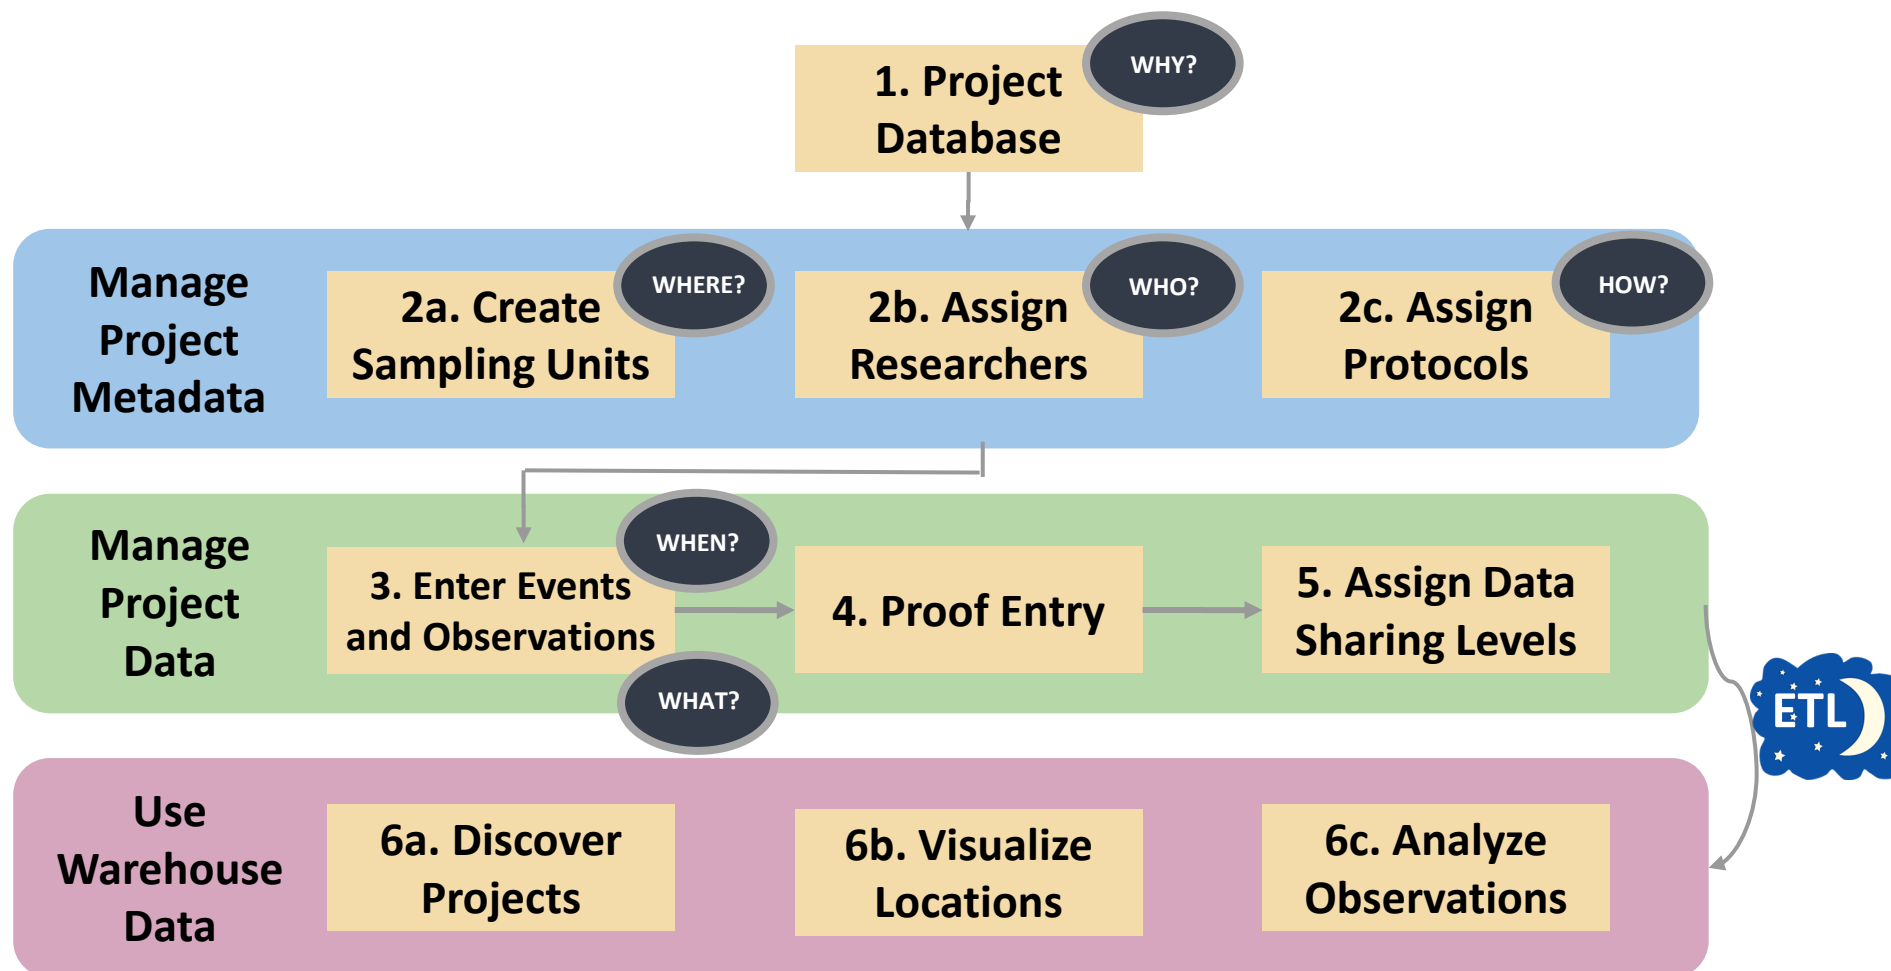 1. Project
Database
WHY?
Manage
Project
Metadata
2a. Create
Sampling Units
WHERE?
2b. Assign
Researchers
WHO?
2c. Assign
Protocols
HOW?
Manage
Project
Data
3. Enter Events
and Observations
WHEN?
WHAT?
4. Proof Entry
5. Assign Data
Sharing Levels
ETL
Use
Warehouse
Data
6a. Discover
Projects
6b. Visualize
Locations
6c. Analyze
Observations